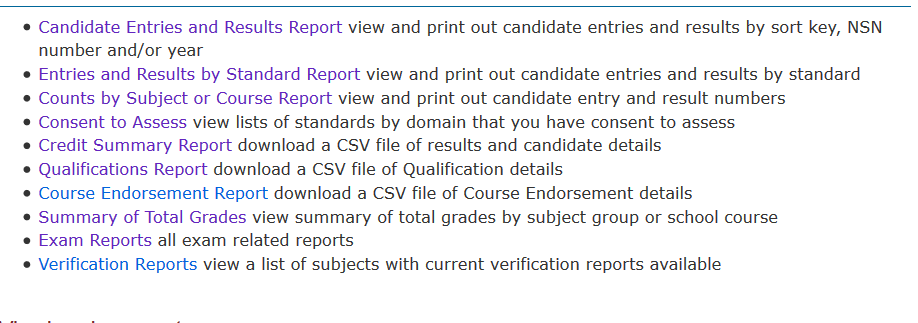 • Candidate Entries and Results Report view and print out candidate entries and results by sort key, NSN
number and/or year
• Entries and Results by Standard Report view and print out candidate entries and results by standard
• Counts by Subject or Course Report view and print out candidate entry and result numbers
• Consent to Assess view lists of standards by domain that you have consent to assess
• Credit Summary Report download a CSV file of results and candidate details
• Qualifications Report download a CSV file of Qualification details
• Course Endorsement Report download a CSV file of Course Endorsement details
• Summary of Total Grades view summary of total grades by subject group or school course
• Exam Reports all exam related reports
• Verification Reports view a list of subjects with current verification reports available